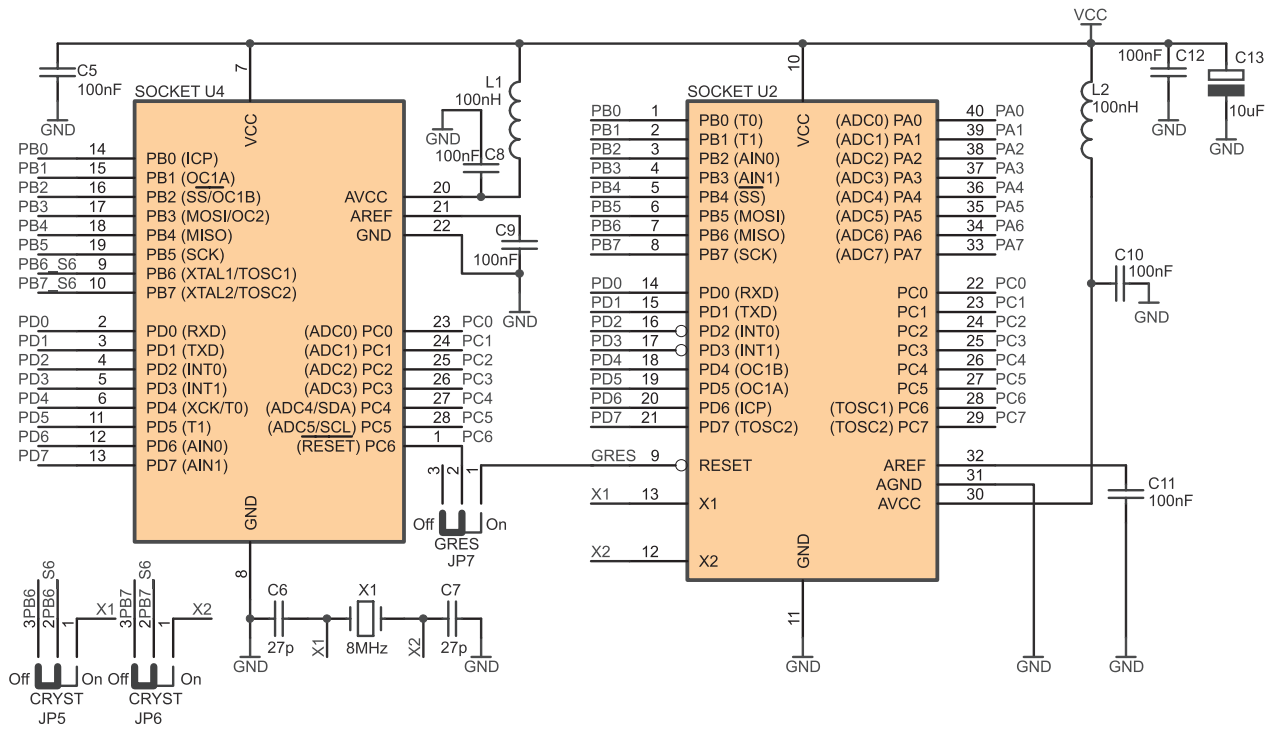 VCC
C5
100nF
GND
7
SOCKET U4
VCC
PB0 14 PB0 (ICP)
PB1 15 PB1 (OC1A)
PB2 16 PB2 (SS/OC1B)
PB3 17 PB3 (MOSI/OC2)
PB4 18 PB4 (MISO)
PB5 19 PB5 (SCK)
PB6_S6 9 PB6 (XTAL1/TOSC1)
PB7_S6 10 PB7 (XTAL2/TOSC2)
PD0 2 PD0 (RXD)
PD1 3 PD1 (TXD)
PD2 4 PD2 (INT0)
PD3 5 PD3 (INT1)
PD4 6 PD4 (XCK/T0)
PD5 11 PD5 (T1)
PD6 12 PD6 (AIN0)
PD7 13 PD7 (AIN1)
AVCC 20
AREF 21
GND 22
(ADC0) PC0 23 PC0
(ADC1) PC1 24 PC1
(ADC2) PC2 25 PC2
(ADC3) PC3 26 PC3
(ADC4/SDA) PC4 27 PC4
(ADC5/SCL) PC5 28 PC5
(RESET) PC6 1 PC6
GND
8
L1
100nH
GND
100nF
C8
C9
100nF
GND
3
2
1
Off
On
GRES
JP7
C6
27p
X1
8MHz
C7
27p
X1
X2
GND
GND
3PB6
2PB6_S6
1
X1
Off
On
CRYST
JP5
3PB7
2PB7_S6
1
X2
Off
On
CRYST
JP6
10
SOCKET U2
VCC
PB0 1 PB0 (T0)
PB1 2 PB1 (T1)
PB2 3 PB2 (AIN0)
PB3 4 PB3 (AIN1)
PB4 5 PB4 (SS)
PB5 6 PB5 (MOSI)
PB6 7 PB6 (MISO)
PB7 8 PB7 (SCK)
PD0 14 PD0 (RXD)
PD1 15 PD1 (TXD)
PD2 16 PD2 (INT0)
PD3 17 PD3 (INT1)
PD4 18 PD4 (OC1B)
PD5 19 PD5 (OC1A)
PD6 20 PD6 (ICP)
PD7 21 PD7 (TOSC2)
GRES 9 RESET
X1 13 X1
X2 12 X2
(ADC0) PA0 40 PA0
(ADC1) PA1 39 PA1
(ADC2) PA2 38 PA2
(ADC3) PA3 37 PA3
(ADC4) PA4 36 PA4
(ADC5) PA5 35 PA5
(ADC6) PA6 34 PA6
(ADC7) PA7 33 PA7
PC0 22 PC0
PC1 23 PC1
PC2 24 PC2
PC3 25 PC3
PC4 26 PC4
PC5 27 PC5
(TOSC1) PC6 28 PC6
(TOSC2) PC7 29 PC7
AREF 32
AGND 31
AVCC 30
GND
11
GND
L2
100nH
100nF
C12
GND
C13
10uF
GND
C10
100nF
GND
C11
100nF
GND
GND